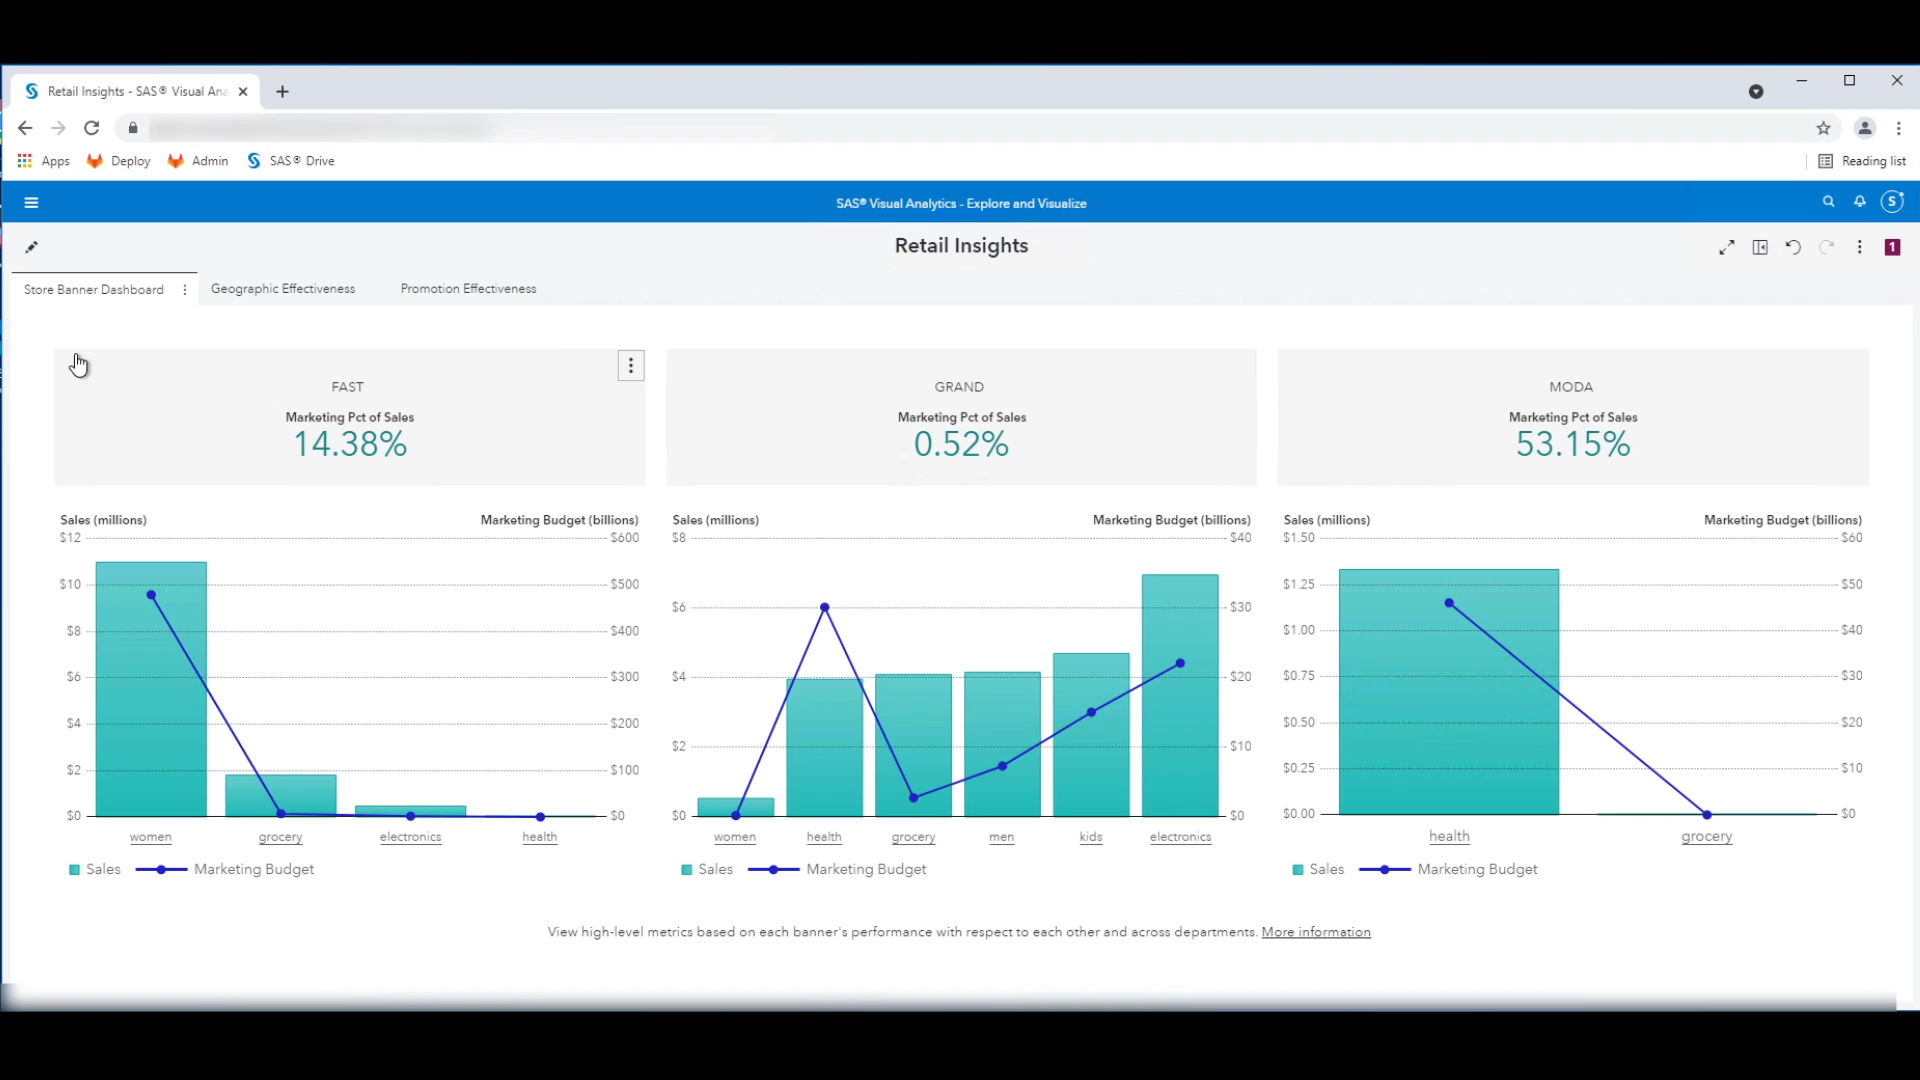 Retail Insights - SAS® Visual Ana
Apps Deploy Admin SAS® Drive Reading list
SAS® Visual Analytics - Explore and Visualize
S
Retail Insights
1
Store Banner Dashboard Geographic Effectiveness Promotion Effectiveness
FAST
Marketing Pct of Sales
14.38%
GRAND
Marketing Pct of Sales
0.52%
MODA
Marketing Pct of Sales
53.15%
Sales (millions) Marketing Budget (billions)
$12 $600
$10 $500
$8 $400
$6 $300
$4 $200
$2 $100
$0 $0
women grocery electronics health
Sales Marketing Budget
Sales (millions) Marketing Budget (billions)
$8 $40
$6 $30
$4 $20
$2 $10
$0 $0
women health grocery men kids electronics
Sales Marketing Budget
Sales (millions) Marketing Budget (billions)
$1.50 $60
$1.25 $50
$1.00 $40
$0.75 $30
$0.50 $20
$0.25 $10
$0.00 $0
health grocery
Sales Marketing Budget
View high-level metrics based on each banner's performance with respect to each other and across departments. More information